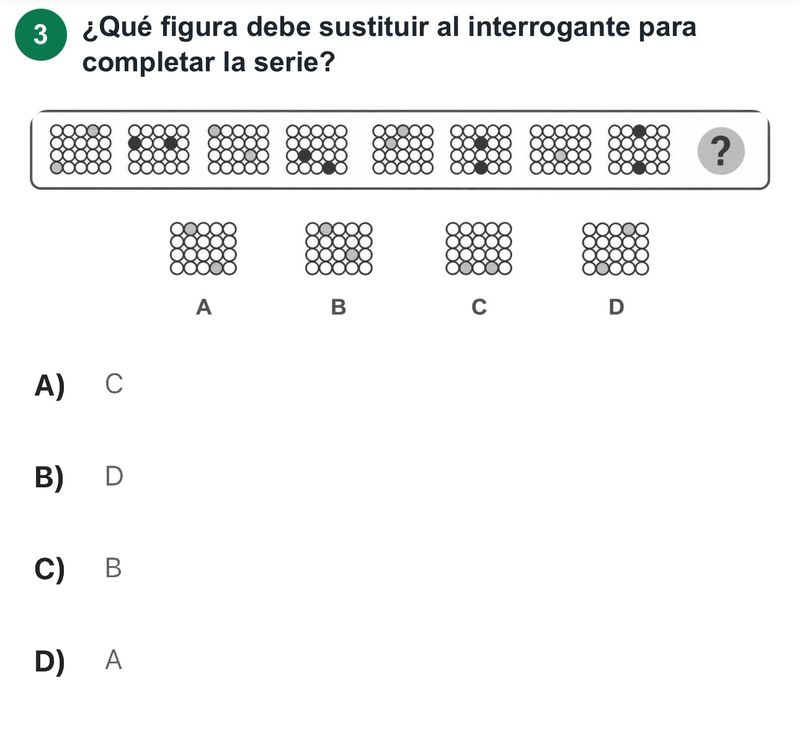 3 ¿Qué figura debe sustituir al interrogante para
completar la serie?
?
A B C D
A) C
B) D
C) B
D) A